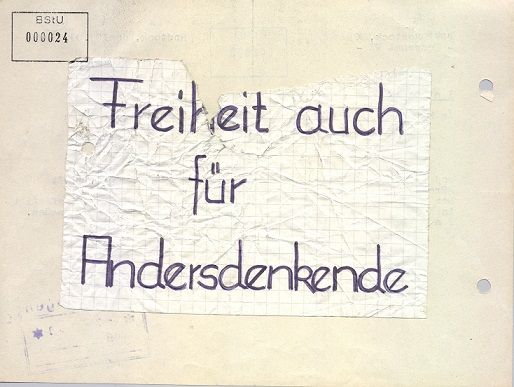 BStU
000024
Freiheit auch
für
Andersdenkende